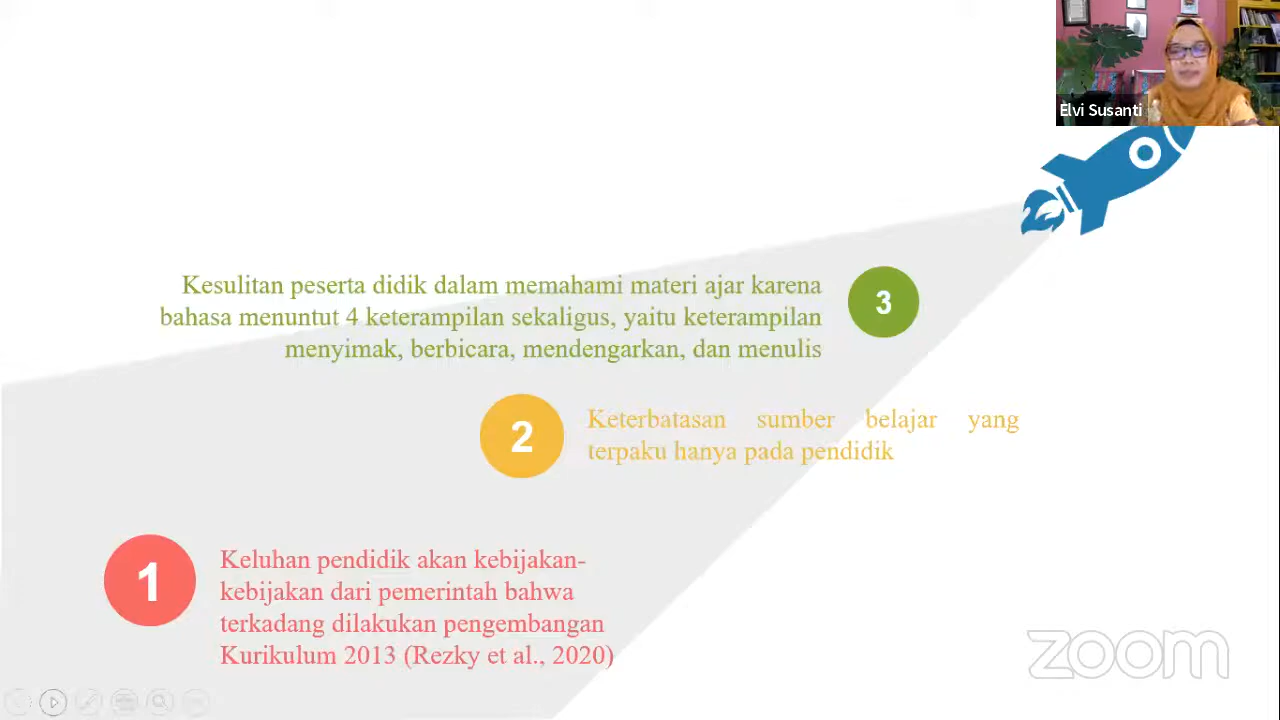 Elvi Susanti
Kesulitan peserta didik dalam memahami materi ajar karena
bahasa menuntut 4 keterampilan sekaligus, yaitu keterampilan
menyimak, berbicara, mendengarkan, dan menulis
3
2
Keterbatasan sumber belajar yang
terpaku hanya pada pendidik
1
Keluhan pendidik akan kebijakan-
kebijakan dari pemerintah bahwa
terkadang dilakukan pengembangan
Kurikulum 2013 (Rezky et al., 2020)
zoom